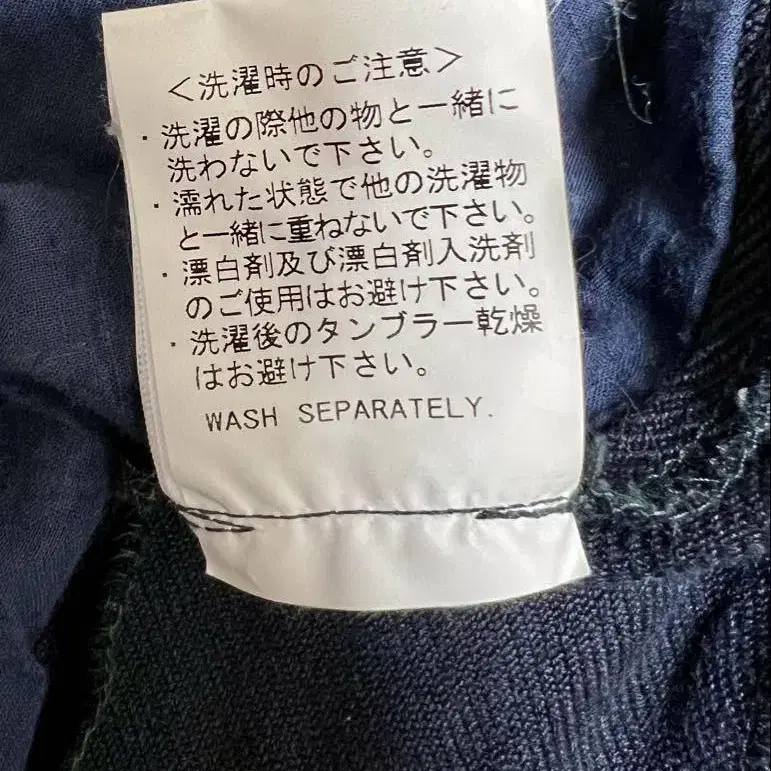 ＜洗濯時のご注意＞
・洗濯の際他の物と一緒に
洗わないで下さい。
・濡れた状態で他の洗濯物
と一緒に重ねないで下さい。
・漂白剤及び漂白剤入洗剤
のご使用はお避け下さい。
・洗濯後のタンブラー乾燥
はお避け下さい。
WASH SEPARATELY.